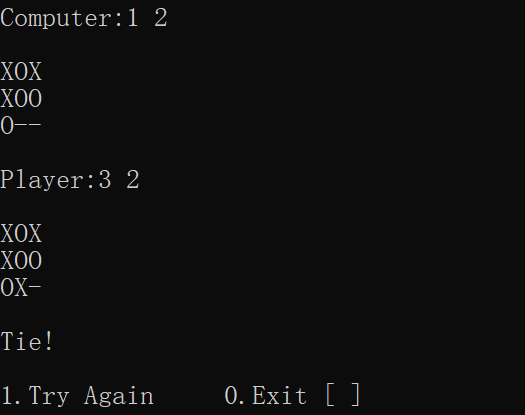 Computer:1 2
XOX
XOO
O--
Player:3 2
XOX
XOO
OX-
Tie!
1.Try Again     0.Exit [ ]